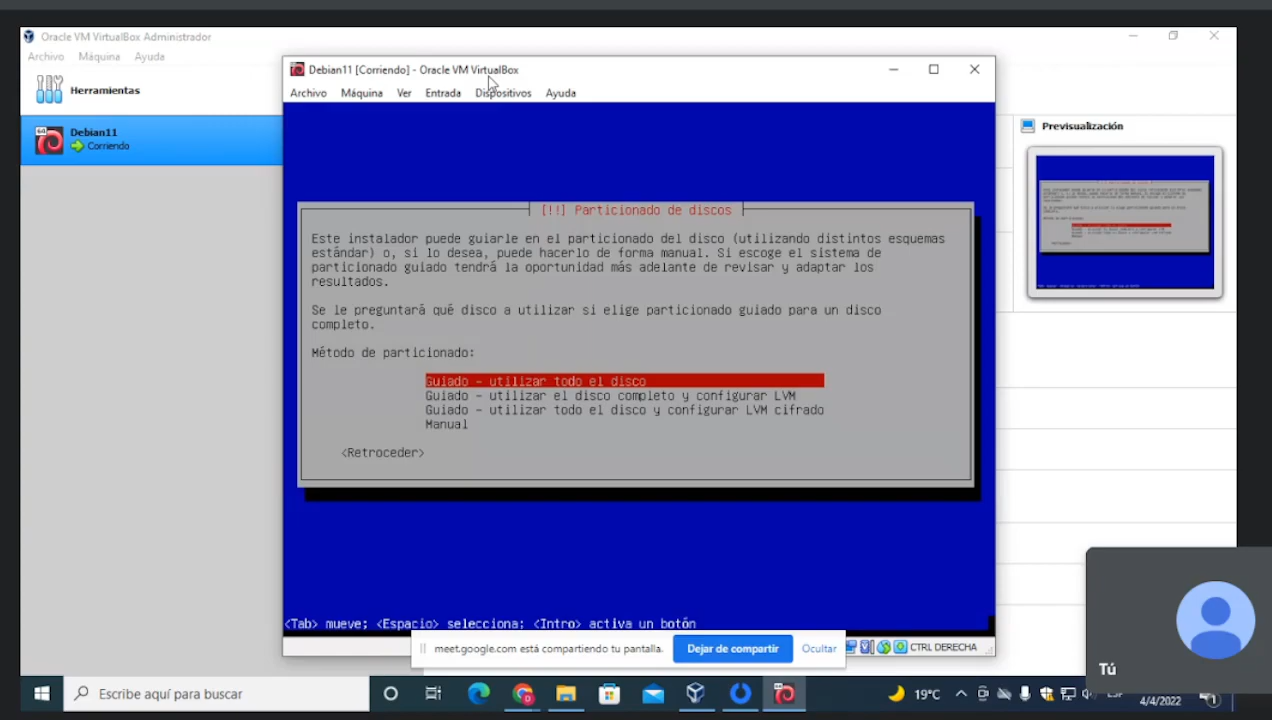 Oracle VM VirtualBox Administrador
Archivo Máquina Ayuda
Herramientas
Debian11
Corriendo
Debian11 [Corriendo] - Oracle VM VirtualBox
Archivo Máquina Ver Entrada Dispositivos Ayuda
Previsualización
[!!] Particionado de discos
Este instalador puede guiarle en el particionado del disco (utilizando distintos esquemas
estándar) o, si lo desea, puede hacerlo de forma manual. Si escoge el sistema de
particionado guiado tendrá la oportunidad más adelante de revisar y adaptar los
resultados.
Se le preguntará qué disco a utilizar si elige particionado guiado para un disco
completo.
Método de particionado:
Guiado - utilizar todo el disco
Guiado - utilizar el disco completo y configurar LVM
Guiado - utilizar todo el disco y configurar LVM cifrado
Manual
<Retroceder>
<Tab> mueve; <Espacio> selecciona; <Intro> activa un botón
meet.google.com está compartiendo tu pantalla. Dejar de compartir Ocultar
CTRL DERECHA
Tú
Escribe aquí para buscar
19°C
4/4/2022